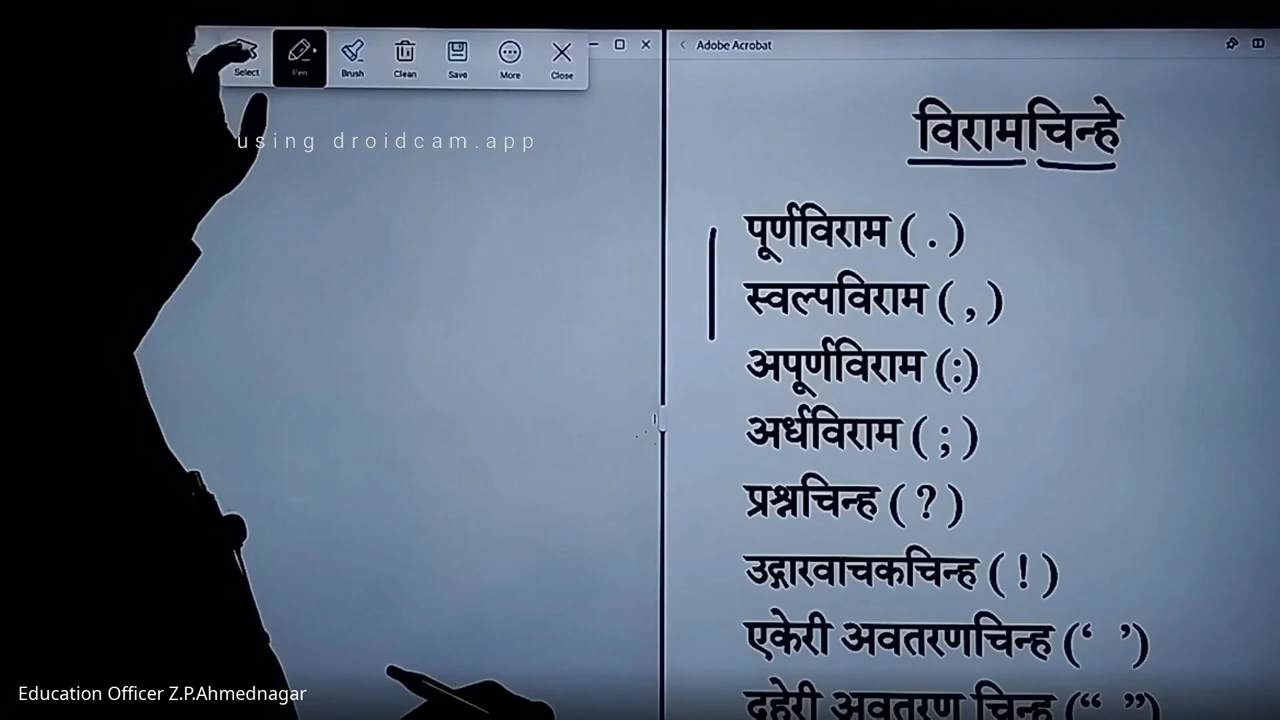 Select Pen Brush Clean Save More Close
Adobe Acrobat
using droidcam.app
विरामचिन्हे
पूर्णविराम ( . )
स्वल्पविराम ( , )
अपूर्णविराम (:)
अर्धविराम ( ; )
प्रश्नचिन्ह ( ? )
उद्गारवाचकचिन्ह ( ! )
एकेरी अवतरणचिन्ह (‘ ’)
दुहेरी अवतरण चिन्ह (“ ”)
Education Officer Z.P.Ahmednagar